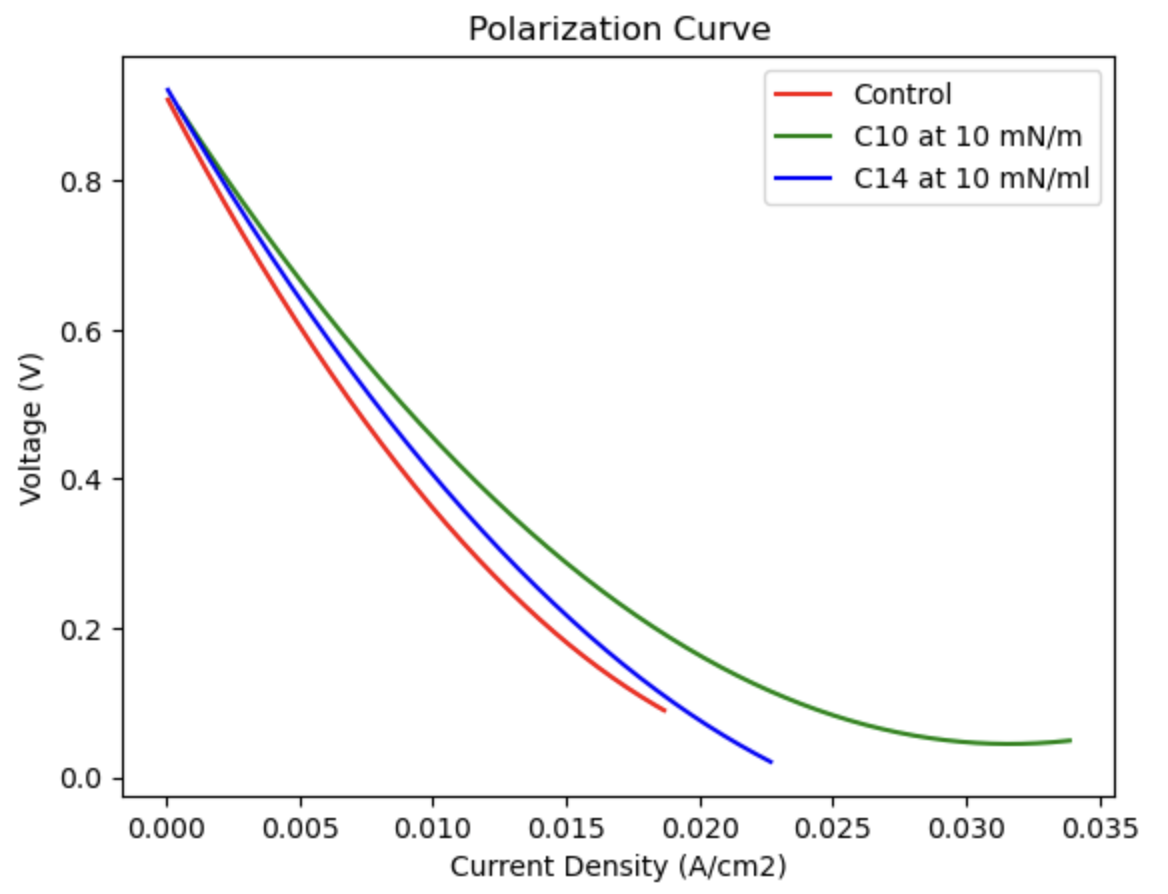 Polarization Curve
Control
C10 at 10 mN/m
C14 at 10 mN/ml
Voltage (V)
0.8
0.6
0.4
0.2
0.0
0.000 0.005 0.010 0.015 0.020 0.025 0.030 0.035
Current Density (A/cm2)